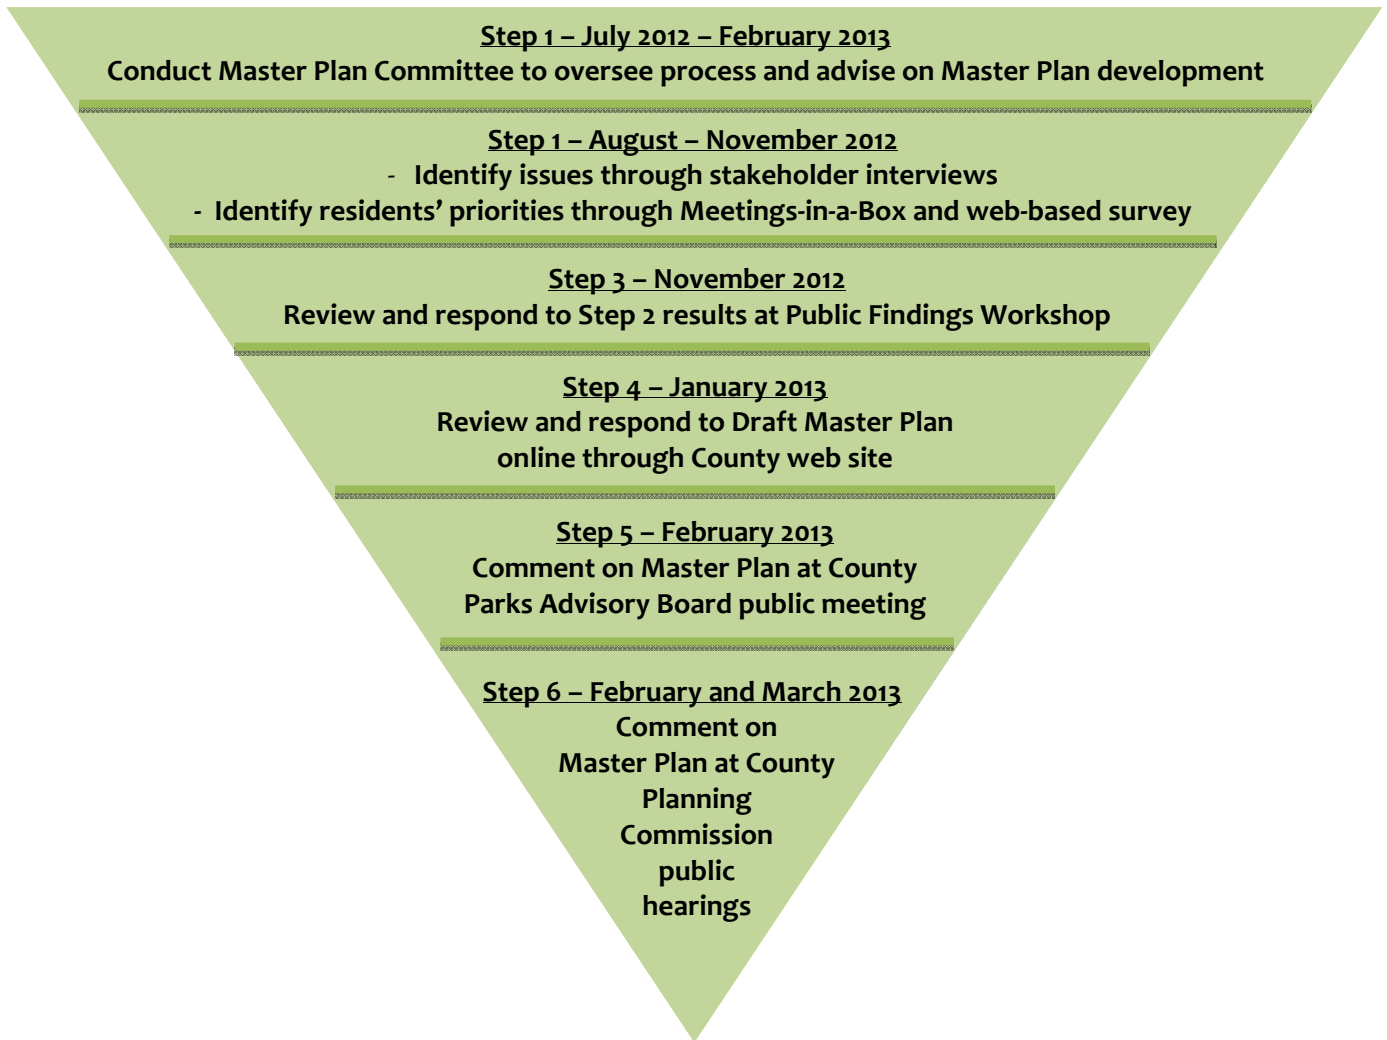 Step 1 – July 2012 – February 2013
Conduct Master Plan Committee to oversee process and advise on Master Plan development
Step 1 – August – November 2012
- Identify issues through stakeholder interviews
- Identify residents’ priorities through Meetings-in-a-Box and web-based survey
Step 3 – November 2012
Review and respond to Step 2 results at Public Findings Workshop
Step 4 – January 2013
Review and respond to Draft Master Plan
online through County web site
Step 5 – February 2013
Comment on Master Plan at County
Parks Advisory Board public meeting
Step 6 – February and March 2013
Comment on
Master Plan at County
Planning
Commission
public
hearings